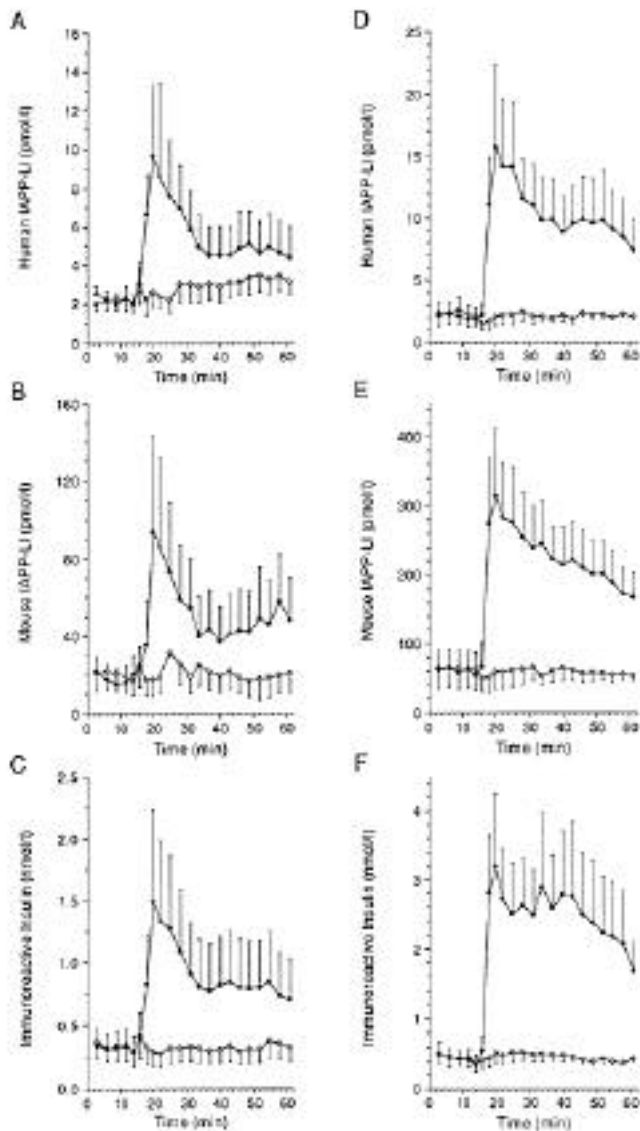 A
Human IAPP-LI (pmol/l)
16
14
12
10
8
6
4
2
0
0 10 20 30 40 50 60
Time (min)
D
Human IAPP-LI (pmol/l)
25
20
15
10
5
0
0 10 20 30 40 50 60
Time (min)
B
Mouse IAPP-LI (pmol/l)
160
120
80
40
0
0 10 20 30 40 50 60
Time (min)
E
Mouse IAPP-LI (pmol/l)
400
300
200
100
0
0 10 20 30 40 50 60
Time (min)
C
Immunoreactive Insulin (nmol/l)
2.5
2.0
1.5
1.0
0.5
0.0
0 10 20 30 40 50 60
Time (min)
F
Immunoreactive Insulin (nmol/l)
4
3
2
1
0
0 10 20 30 40 50 60
Time (min)